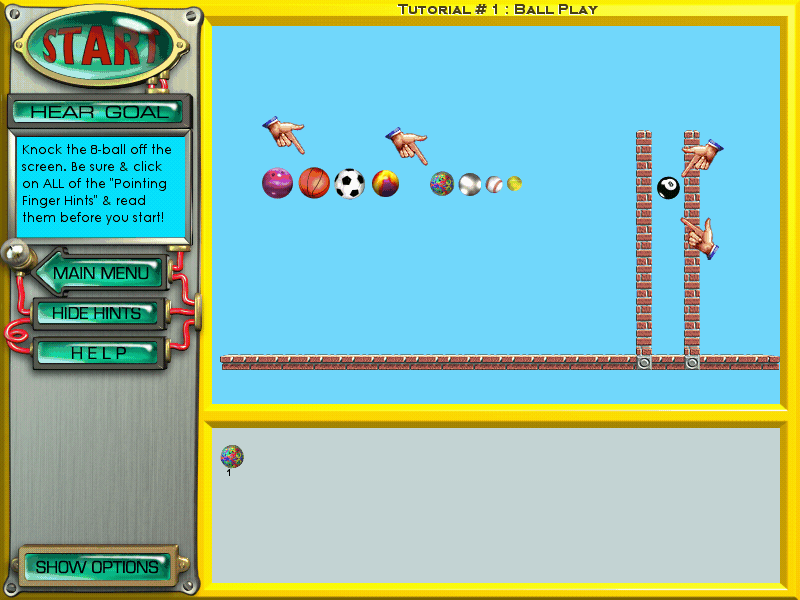 Tutorial # 1 : Ball Play
START
HEAR GOAL
Knock the 8-ball off the
screen. Be sure & click
on ALL of the "Pointing
Finger Hints" & read
them before you start!
MAIN MENU
HIDE HINTS
HELP
1
SHOW OPTIONS